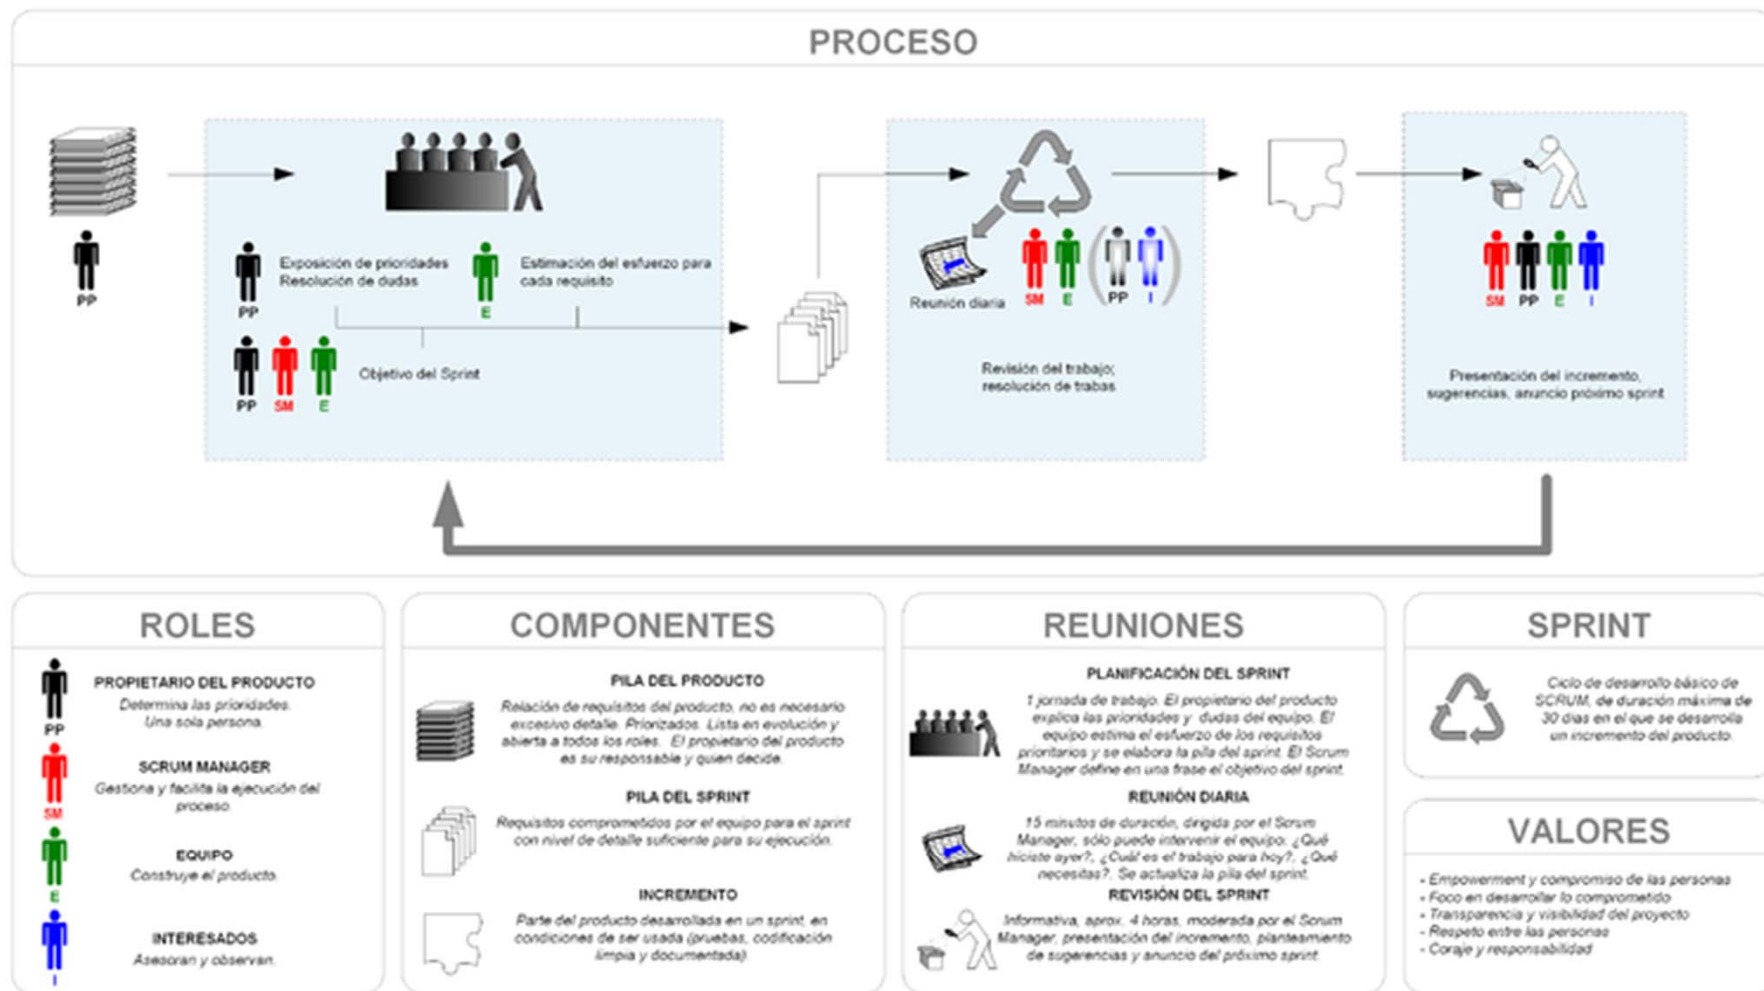 PROCESO
PP
Exposición de prioridades
Resolución de dudas
PP
E
Estimación del esfuerzo para
cada requisito
PP
SM
E
Objetivo del Sprint
Reunión diaria
SM
E
PP
I
Revisión del trabajo;
resolución de trabas
SM
PP
E
I
Presentación del incremento,
sugerencias, anuncio próximo sprint
ROLES
PP
PROPIETARIO DEL PRODUCTO
Determina las prioridades.
Una sola persona.
SM
SCRUM MANAGER
Gestiona y facilita la ejecución del
proceso.
E
EQUIPO
Construye el producto.
I
INTERESADOS
Asesoran y observan.
COMPONENTES
PILA DEL PRODUCTO
Relación de requisitos del producto, no es necesario
excesivo detalle. Priorizados. Lista en evolución y
abierta a todos los roles. El propietario del producto
es su responsable y quien decide.
PILA DEL SPRINT
Requisitos comprometidos por el equipo para el sprint
con nivel de detalle suficiente para su ejecución.
INCREMENTO
Parte del producto desarrollada en un sprint, en
condiciones de ser usada (pruebas, codificación
limpia y documentada)
REUNIONES
PLANIFICACIÓN DEL SPRINT
1 jornada de trabajo. El propietario del producto
explica las prioridades y dudas del equipo. El
equipo estima el esfuerzo de los requisitos
prioritarios y se elabora la pila del sprint. El Scrum
Manager define en una frase el objetivo del sprint.
REUNIÓN DIARIA
15 minutos de duración, dirigida por el Scrum
Manager, sólo puede intervenir el equipo: ¿Qué
hiciste ayer?, ¿Cuál es el trabajo para hoy?, ¿Qué
necesitas?. Se actualiza la pila del sprint.
REVISIÓN DEL SPRINT
Informativa, aprox. 4 horas, moderada por el Scrum
Manager, presentación del incremento, planteamiento
de sugerencias y anuncio del próximo sprint.
SPRINT
Ciclo de desarrollo básico de
SCRUM, de duración máxima de
30 días en el que se desarrolla
un incremento del producto.
VALORES
- Empowerment y compromiso de las personas
- Foco en desarrollar lo comprometido
- Transparencia y visibilidad del proyecto
- Respeto entre las personas
- Coraje y responsabilidad